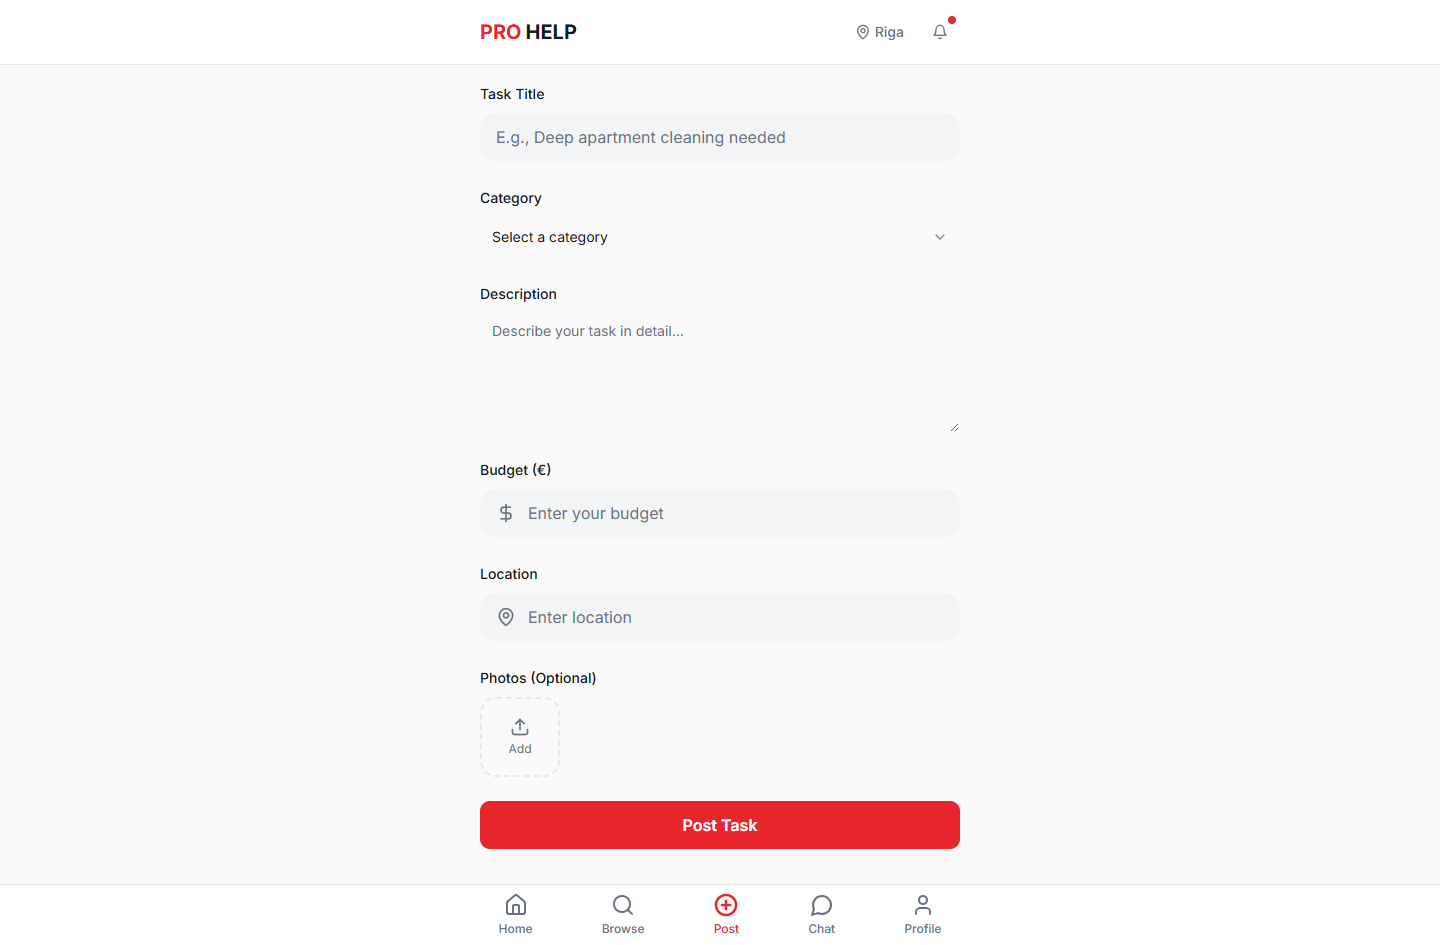 PRO HELP
Riga
Task Title
E.g., Deep apartment cleaning needed
Category
Select a category
Description
Describe your task in detail...
Budget (€)
$ Enter your budget
Location
Enter location
Photos (Optional)
Add
Post Task
Home Browse Post Chat Profile